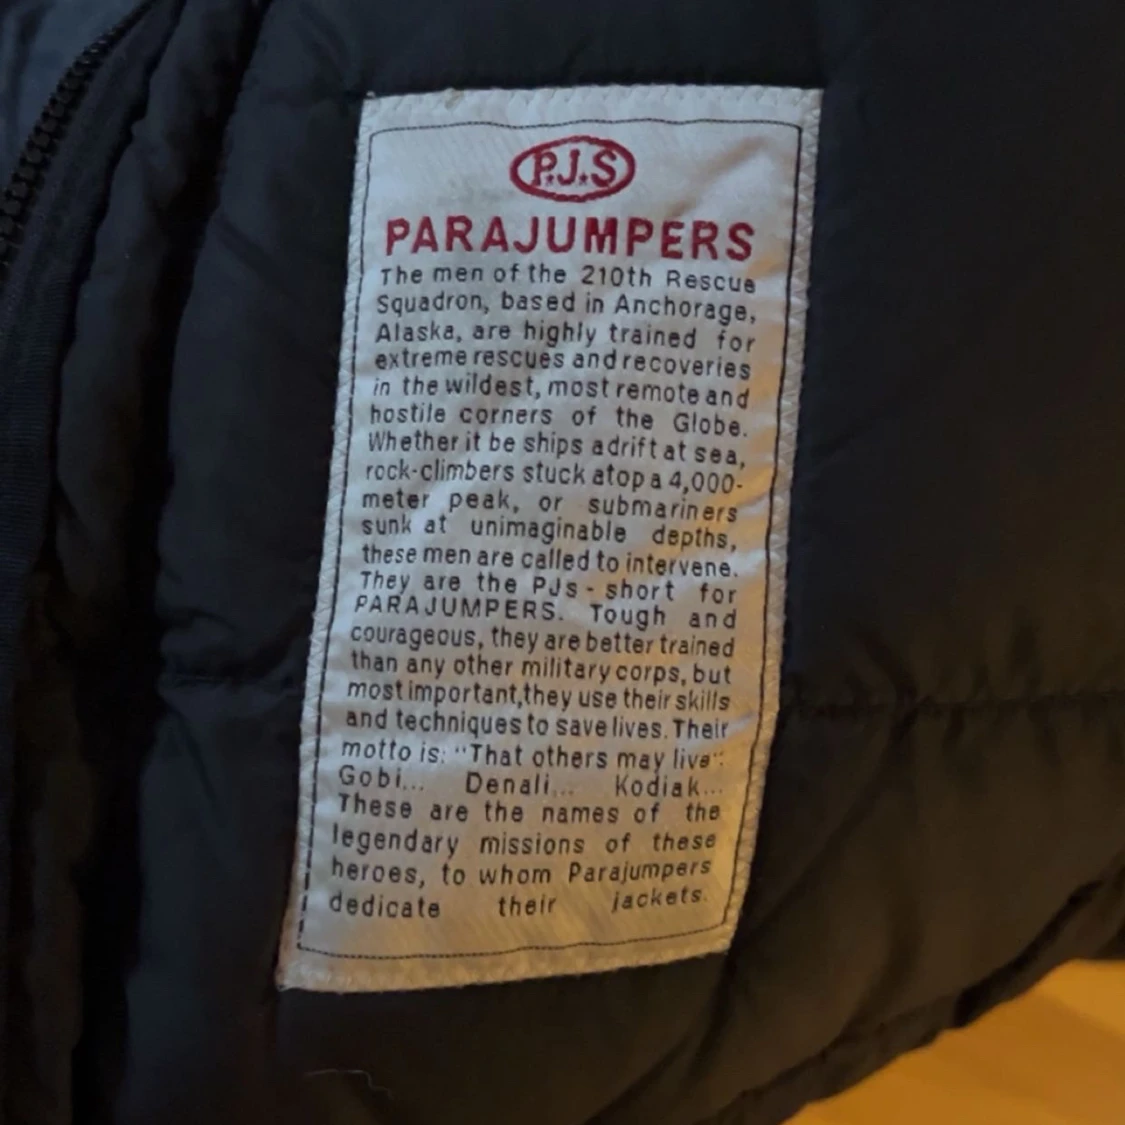 P.J.S
PARAJUMPERS
The men of the 210th Rescue
Squadron, based in Anchorage,
Alaska, are highly trained for
extreme rescues and recoveries
in the wildest, most remote and
hostile corners of the Globe.
Whether it be ships adrift at sea,
rock-climbers stuck atop a 4,000-
meter peak, or submariners
sunk at unimaginable depths,
these men are called to intervene.
They are the PJs - short for
PARAJUMPERS. Tough and
courageous, they are better trained
than any other military corps, but
most important,they use their skills
and techniques to save lives. Their
motto is: “That others may live“.
Gobi... Denali... Kodiak...
These are the names of the
legendary missions of these
heroes, to whom Parajumpers
dedicate their jackets.